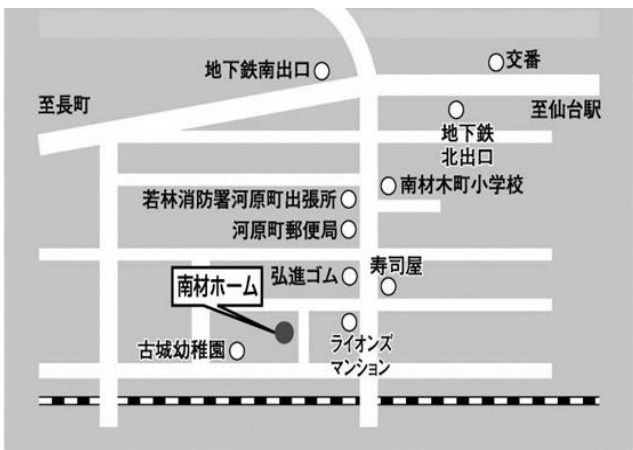 交番
地下鉄南出口
至長町
至仙台駅
地下鉄
北出口
南材木町小学校
若林消防署河原町出張所
河原町郵便局
寿司屋
弘進ゴム
南材ホーム
ライオンズ
マンション
古城幼稚園